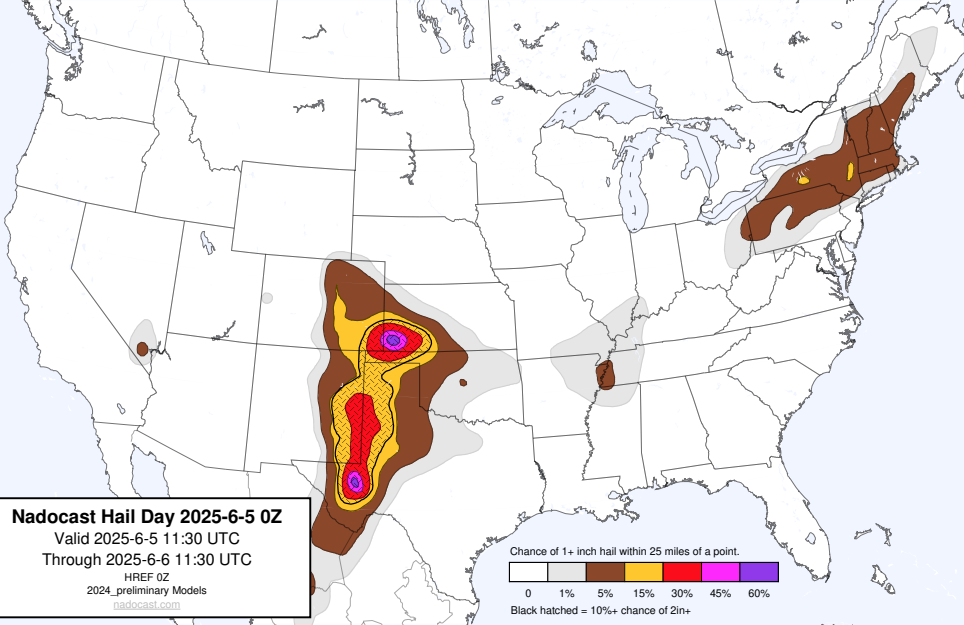 Nadocast Hail Day 2025-6-5 0Z
Valid 2025-6-5 11:30 UTC
Through 2025-6-6 11:30 UTC
HREF 0Z
2024_preliminary Models
nadocast.com
Chance of 1+ inch hail within 25 miles of a point.
0 1% 5% 15% 30% 45% 60%
Black hatched = 10%+ chance of 2in+